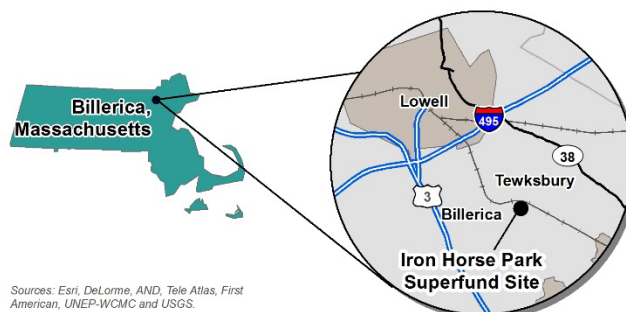 Billerica,
Massachusetts
Lowell
495
38
Tewksbury
3
Billerica
Iron Horse Park
Superfund Site
Sources: Esri, DeLorme, AND, Tele Atlas, First
American, UNEP-WCMC and USGS.